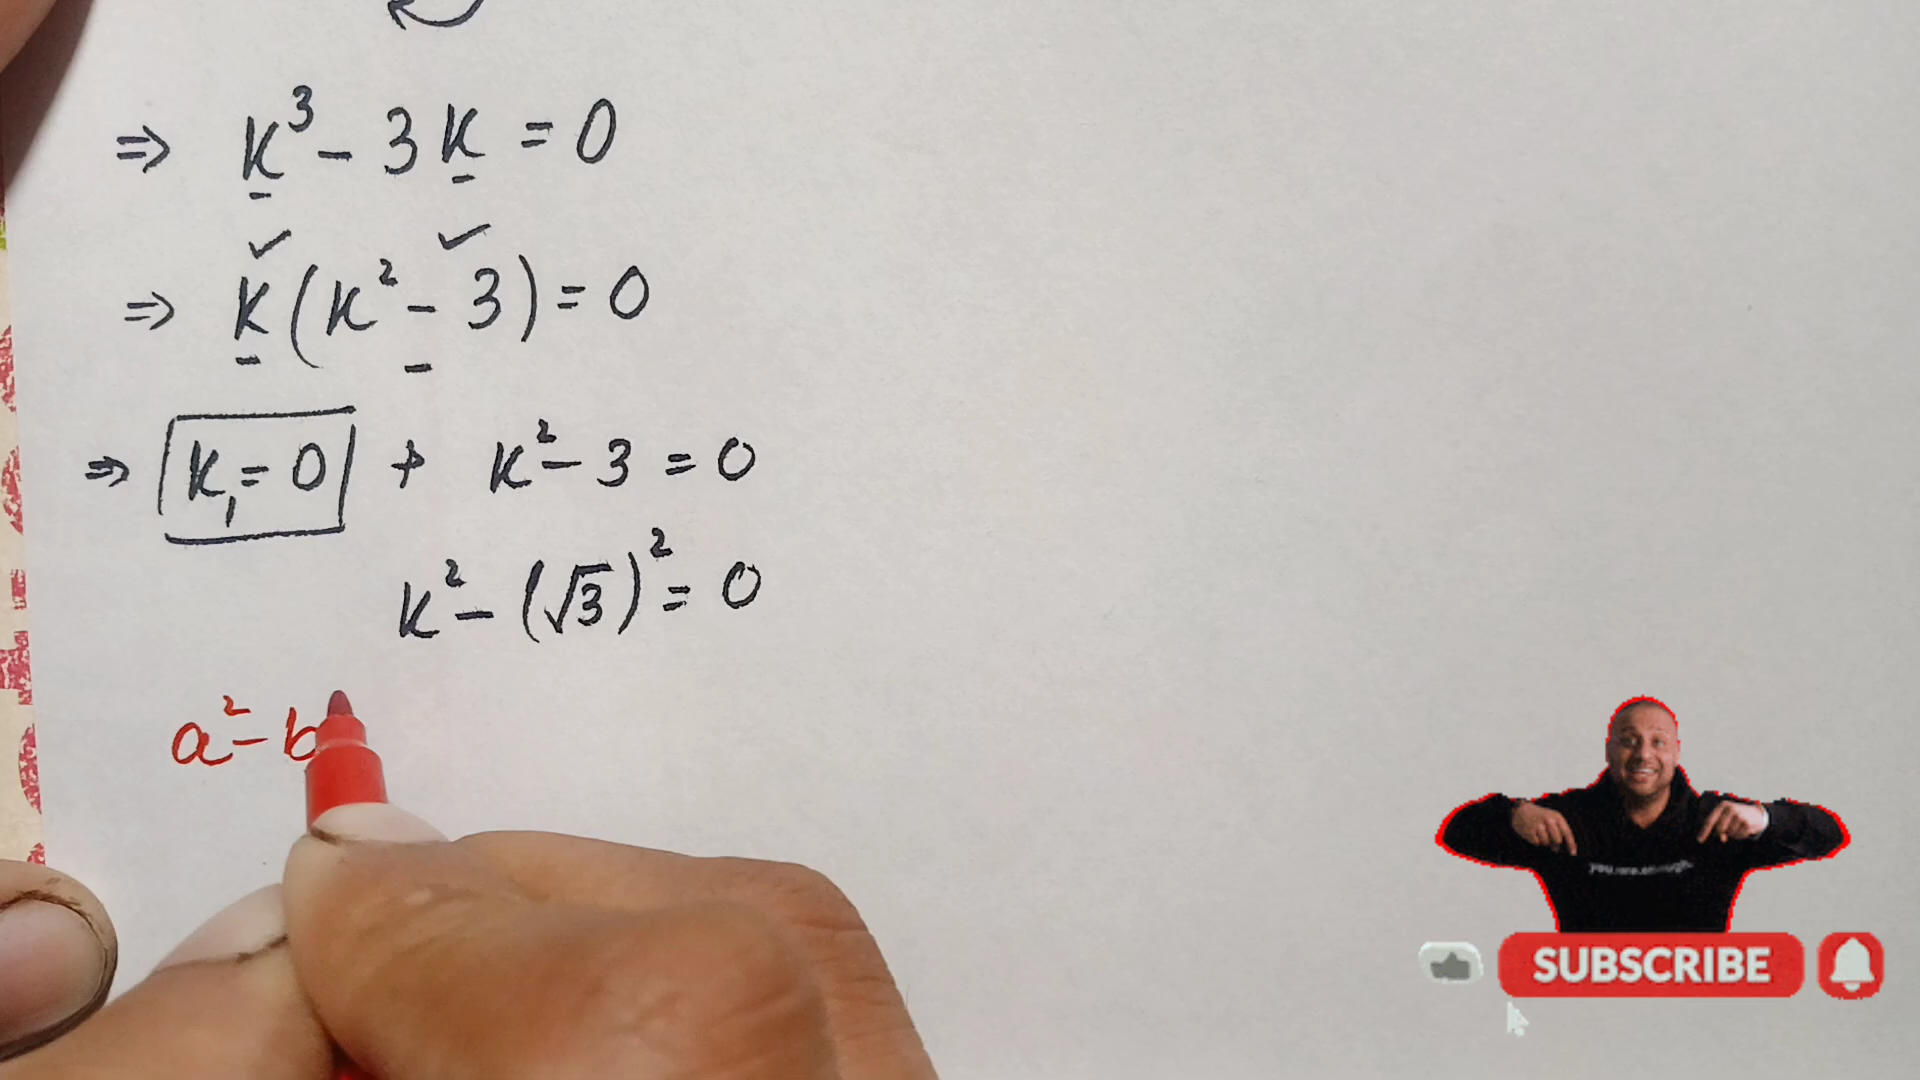 ⇒ K³ - 3K = 0
⇒ K(K² - 3) = 0
⇒ K₁ = 0 + K² - 3 = 0
K² - (√3)² = 0
a² - b
SUBSCRIBE